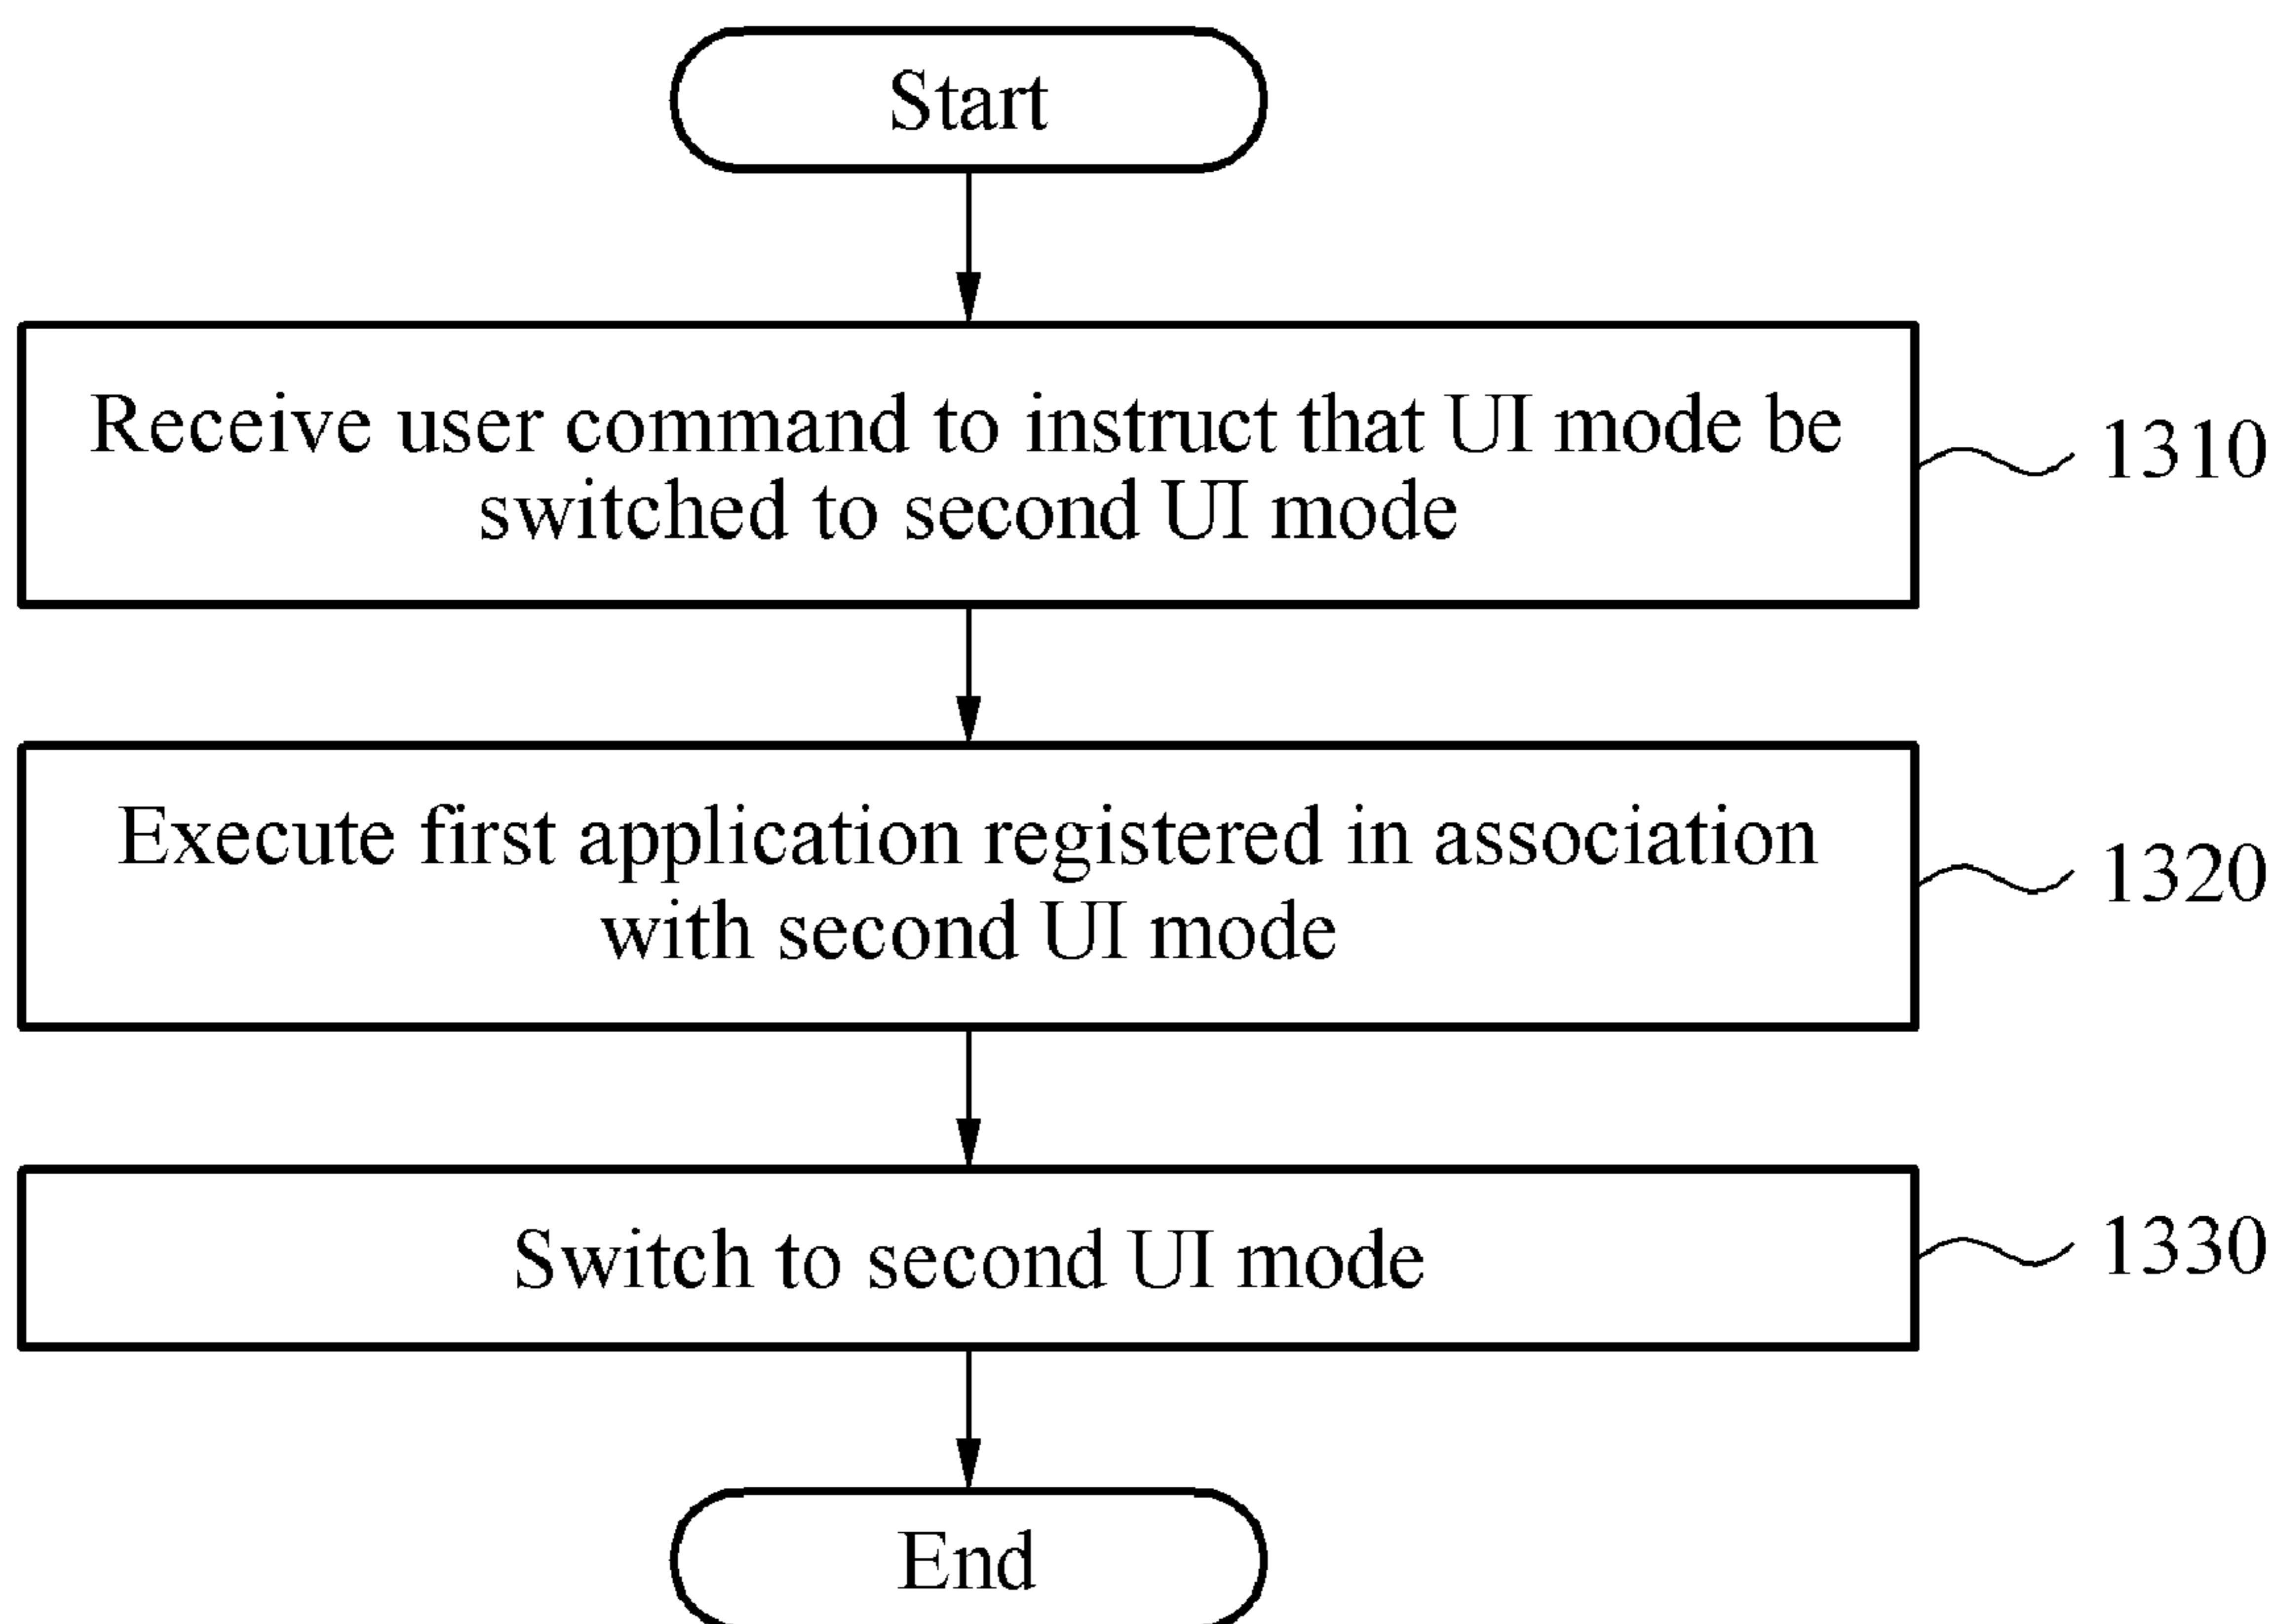 Start
Receive user command to instruct that UI mode be
switched to second UI mode
1310
Execute first application registered in association
with second UI mode
1320
Switch to second UI mode
1330
End